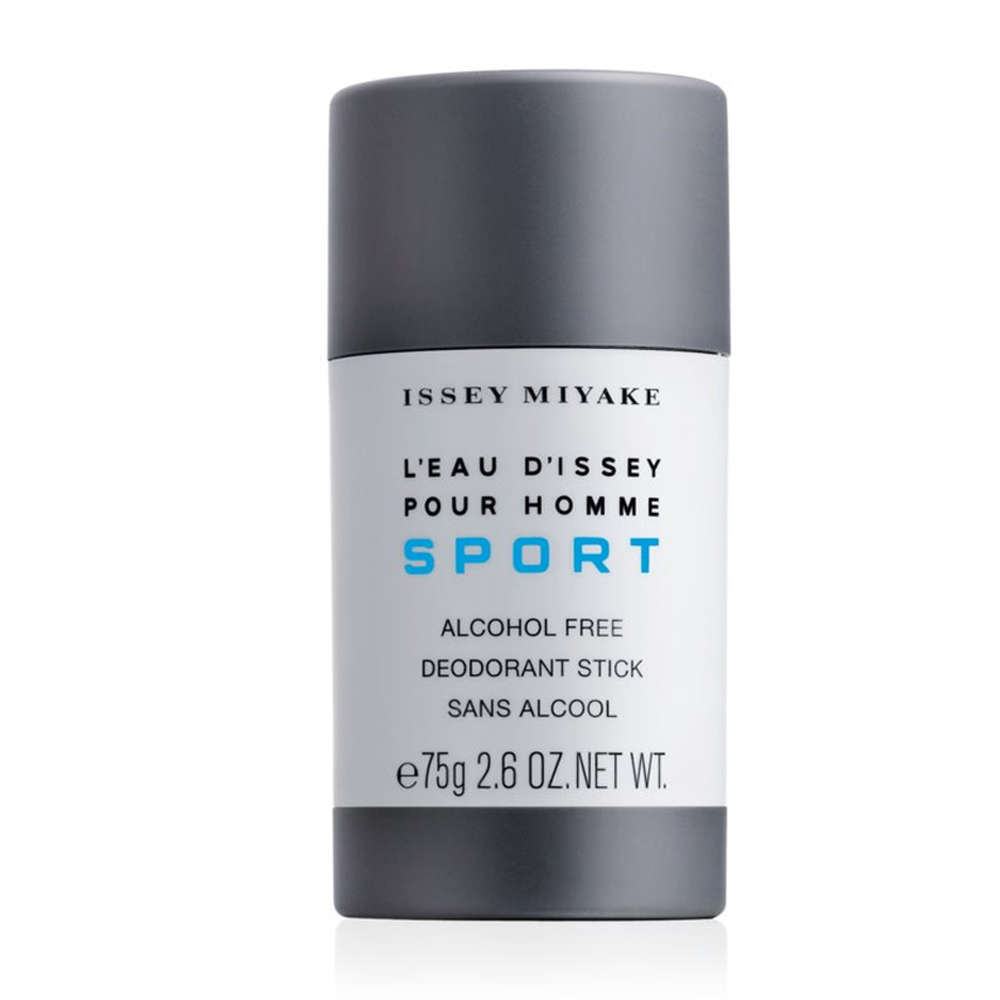 ISSEY MIYAKE
L'EAU D'ISSEY
POUR HOMME
SPORT
ALCOHOL FREE
DEODORANT STICK
SANS ALCOOL
℮75g 2.6 OZ.NET WT.